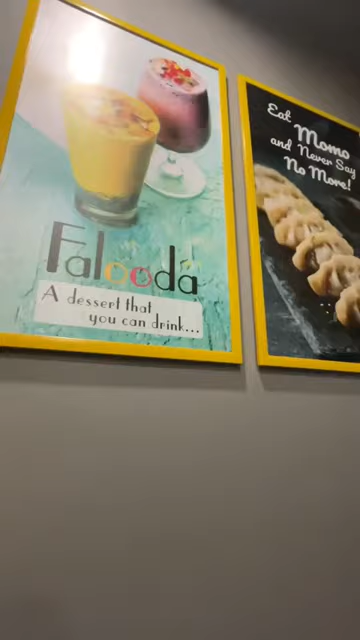 Falooda
A dessert that
you can drink...
Eat
Momo
and Never Say
No More!